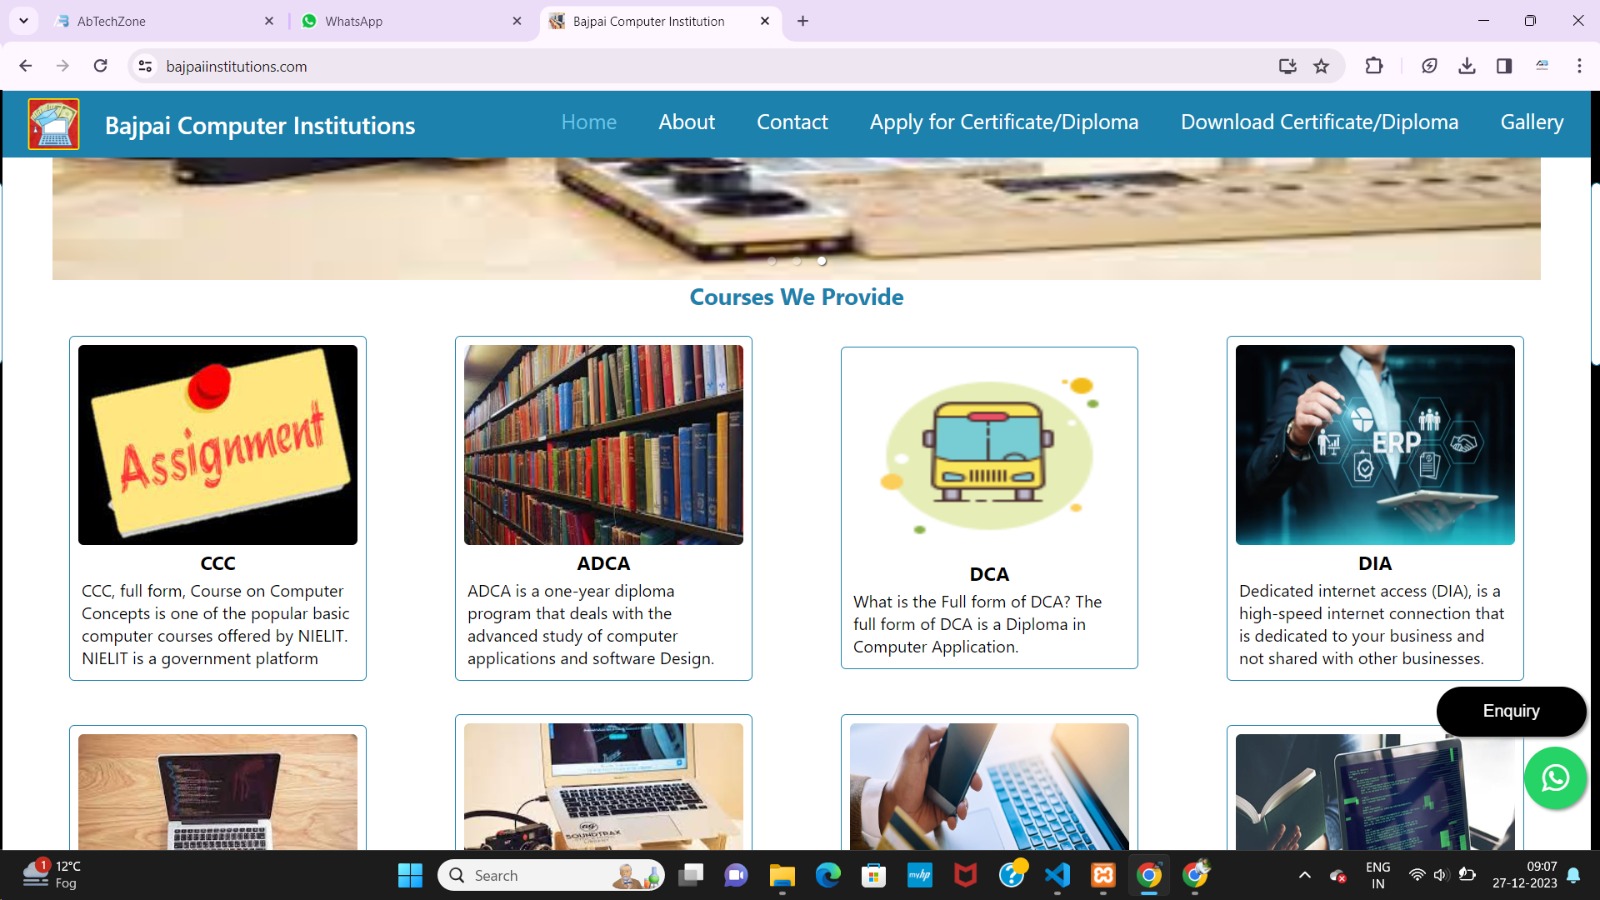 AbTechZone
WhatsApp
Bajpai Computer Institution
bajpaiinstitutions.com
Bajpai Computer Institutions
Home
About
Contact
Apply for Certificate/Diploma
Download Certificate/Diploma
Gallery
Courses We Provide
Assignment
CCC
CCC, full form, Course on Computer
Concepts is one of the popular basic
computer courses offered by NIELIT.
NIELIT is a government platform
ADCA
ADCA is a one-year diploma
program that deals with the
advanced study of computer
applications and software Design.
DCA
What is the Full form of DCA? The
full form of DCA is a Diploma in
Computer Application.
ERP
DIA
Dedicated internet access (DIA), is a
high-speed internet connection that
is dedicated to your business and
not shared with other businesses.
Enquiry
SOUNDTRAX
1
12°C
Fog
Search
myhp
ENG
IN
09:07
27-12-2023